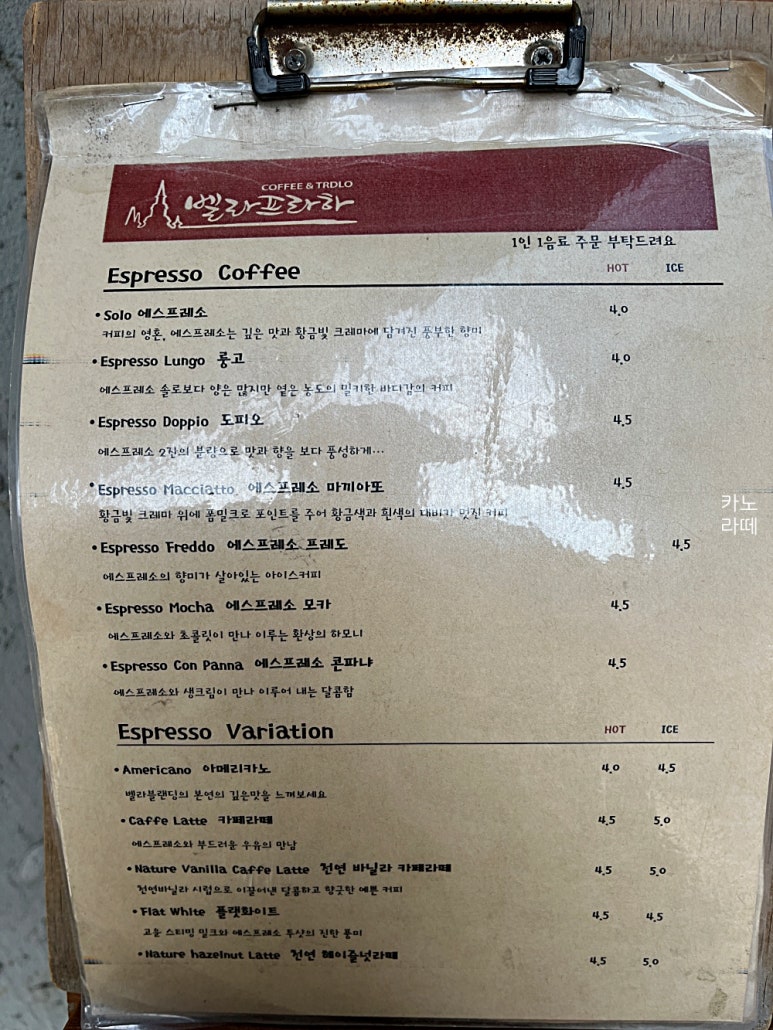 COFFEE & TRDLO
벨라프라하
1인 1음료 주문 부탁드려요
Espresso Coffee HOT ICE
•Solo 에스프레소 4.0
커피의 영혼, 에스프레소는 깊은 맛과 황금빛 크레마에 담겨진 풍부한 향미
•Espresso Lungo 룽고 4.0
에스프레소 솔로보다 양은 많지만 옅은 농도의 밀키한 바디감의 커피
•Espresso Doppio 도피오 4.5
에스프레소 2잔의 분량으로 맛과 향을 보다 풍성하게...
•Espresso Macciatto 에스프레소 마끼아또 4.5
황금빛 크레마 위에 폼밀크로 포인트를 주어 황금색과 흰색의 대비가 멋진 커피
카노
라떼
•Espresso Freddo 에스프레소 프레도 4.5
에스프레소의 향미가 살아있는 아이스커피
•Espresso Mocha 에스프레소 모카 4.5
에스프레소와 초콜릿이 만나 이루는 환상의 하모니
•Espresso Con Panna 에스프레소 콘파냐 4.5
에스프레소와 생크림이 만나 이루어 내는 달콤함
Espresso Variation HOT ICE
•Americano 아메리카노 4.0 4.5
벨라블랜딩의 본연의 깊은맛을 느껴보세요
•Caffe Latte 카페라떼 4.5 5.0
에스프레소와 부드러운 우유의 만남
•Nature Vanilla Caffe Latte 천연 바닐라 카페라떼 4.5 5.0
천연바닐라 시럽으로 이끌어낸 달콤하고 향긋한 예쁜 커피
•Flat White 플랫화이트 4.5 4.5
고운 스티밍 밀크와 에스프레소 투샷의 진한 풍미
•Nature hazelnut Latte 천연 헤이즐넛라떼 4.5 5.0